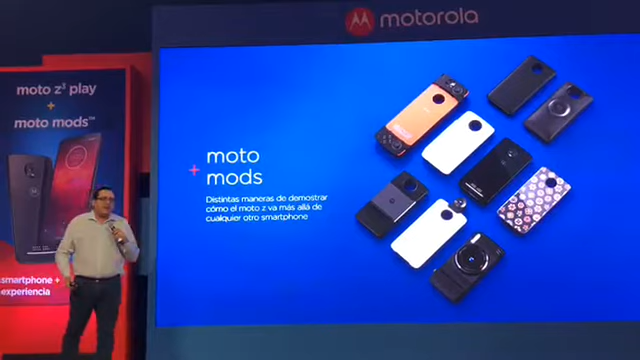 motorola
moto z³ play
+
moto mods™
smartphone +
experiencia
+ moto
mods
Distintas maneras de demostrar
cómo el moto z va más allá de
cualquier otro smartphone